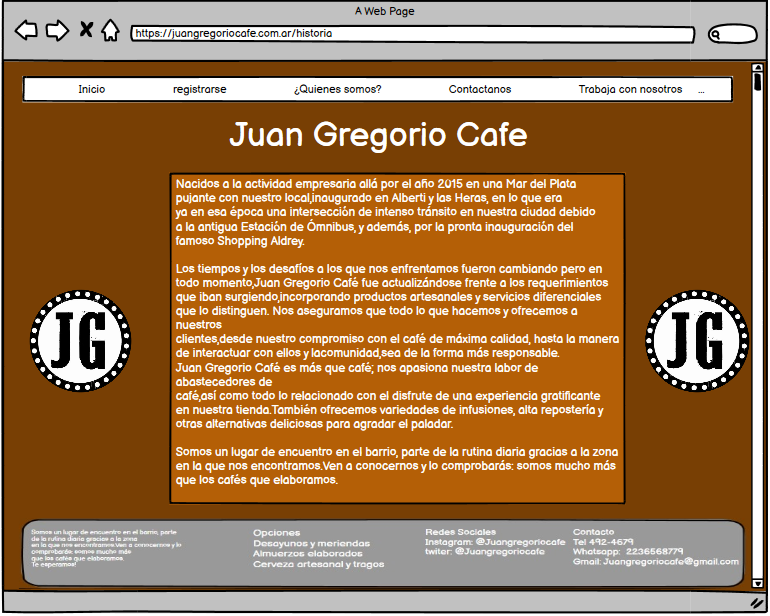 A Web Page
https://juangregoriocafe.com.ar/historia
Inicio registrarse ¿Quienes somos? Contactanos Trabaja con nosotros ...
Juan Gregorio Cafe
Nacidos a la actividad empresaria allá por el año 2015 en una Mar del Plata
pujante con nuestro local,inaugurado en Alberti y las Heras, en lo que era
ya en esa época una intersección de intenso tránsito en nuestra ciudad debido
a la antigua Estación de Ómnibus, y además, por la pronta inauguración del
famoso Shopping Aldrey.
Los tiempos y los desafíos a los que nos enfrentamos fueron cambiando pero en
todo momento,Juan Gregorio Café fue actualizándose frente a los requerimientos
que iban surgiendo,incorporando productos artesanales y servicios diferenciales
que lo distinguen. Nos aseguramos que todo lo que hacemos y ofrecemos a
nuestros
clientes,desde nuestro compromiso con el café de máxima calidad, hasta la manera
de interactuar con ellos y lacomunidad,sea de la forma más responsable.
Juan Gregorio Café es más que café; nos apasiona nuestra labor de
abastecedores de
café,así como todo lo relacionado con el disfrute de una experiencia gratificante
en nuestra tienda.También ofrecemos variedades de infusiones, alta repostería y
otras alternativas deliciosas para agradar el paladar.
Somos un lugar de encuentro en el barrio, parte de la rutina diaria gracias a la zona
en la que nos encontramos.Ven a conocernos y lo comprobarás: somos mucho más
que los cafés que elaboramos.
JG
JG
Somos un lugar de encuentro en el barrio, parte
de la rutina diaria gracias a la zona
en la que nos encontramos.Ven a conocernos y lo
comprobarás: somos mucho más
que los cafés que elaboramos.
Te esperamos!
Opciones
Desayunos y meriendas
Almuerzos elaborados
Cerveza artesanal y tragos
Redes Sociales
Instagram: @Juangregoriocafe
twiter: @Juangregoriocafe
Contacto
Tel 492-4679
Whatsapp: 2236568779
Gmail: Juangregoriocafe@gmail.com